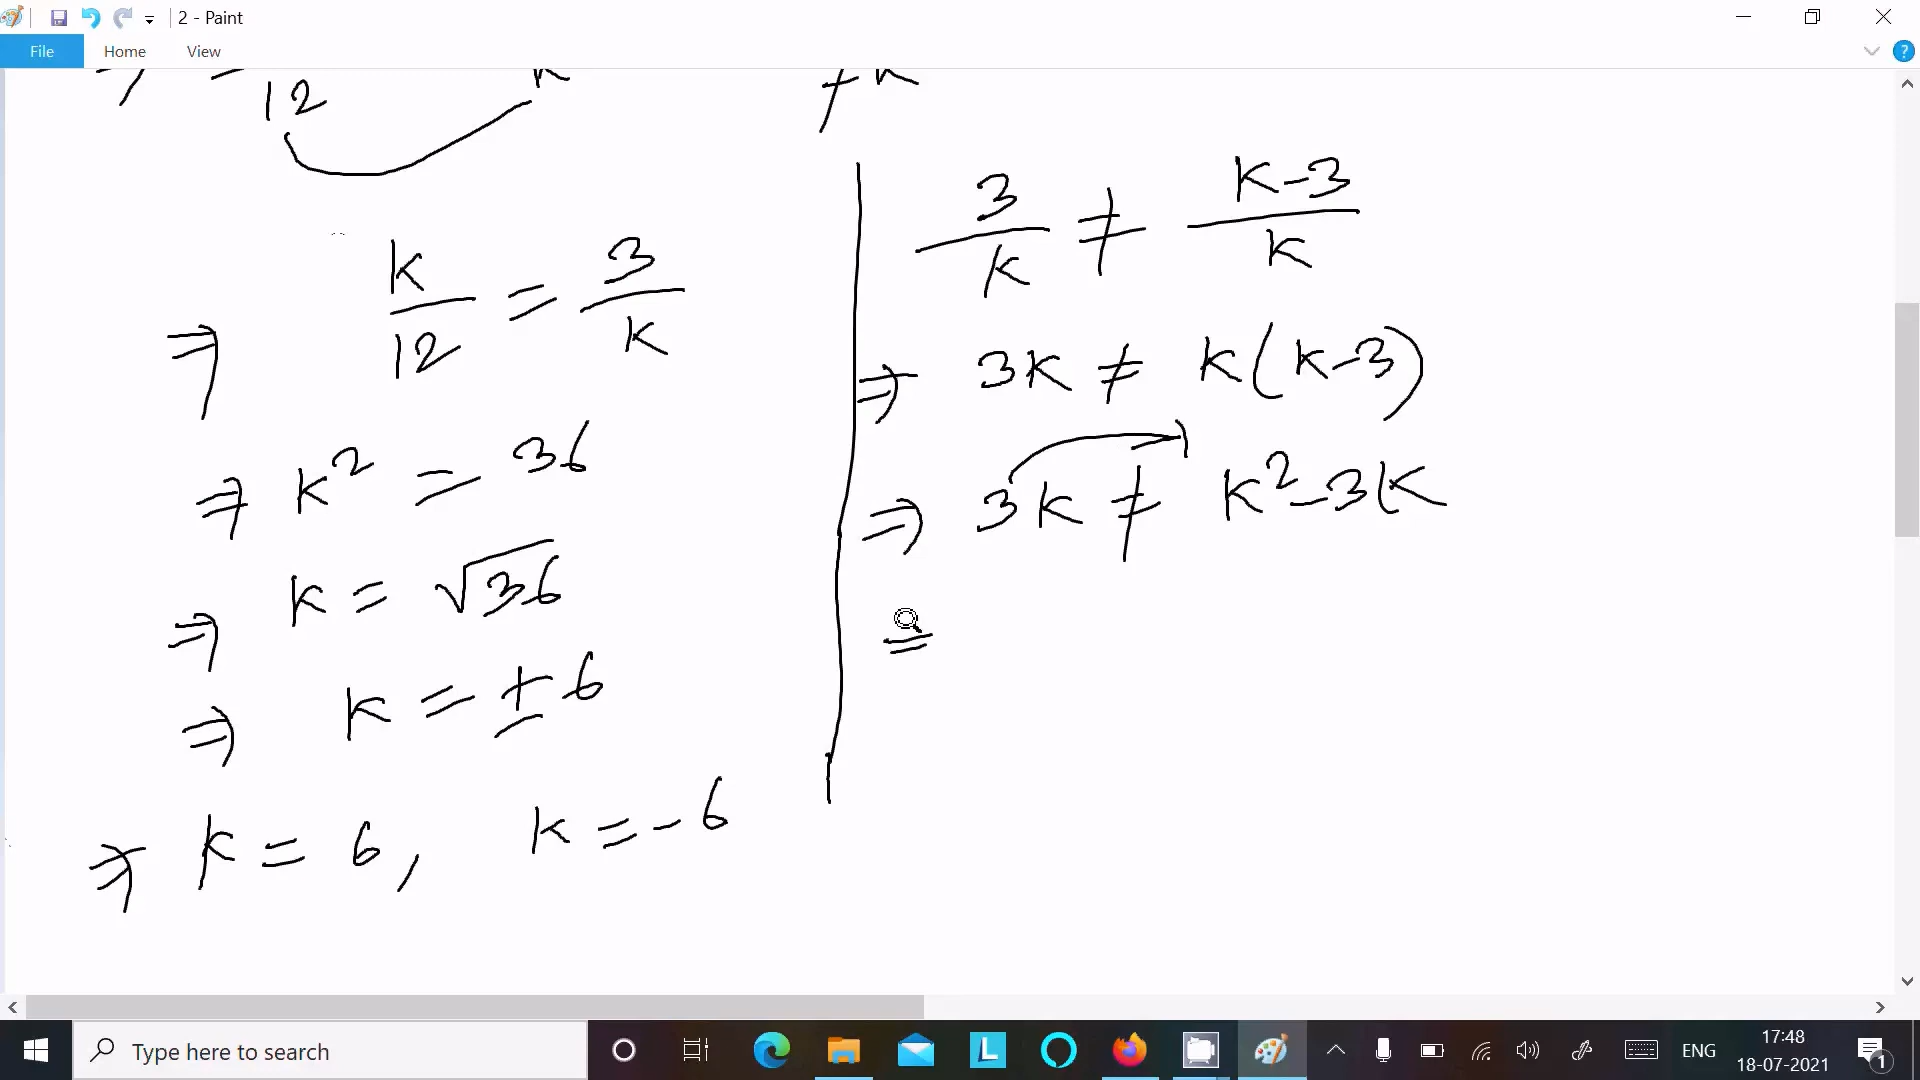 2 - Paint
File Home View
⇒ 12 k ≠ k
⇒ k/12 = 3/k
⇒ k² = 36
⇒ k = √36
⇒ k = ± 6
⇒ k = 6, k = - 6
3/k ≠ k-3/k
⇒ 3k ≠ k(k-3)
⇒ 3k ≠ k²-3k
=
Type here to search
ENG
17:48
18-07-2021
1